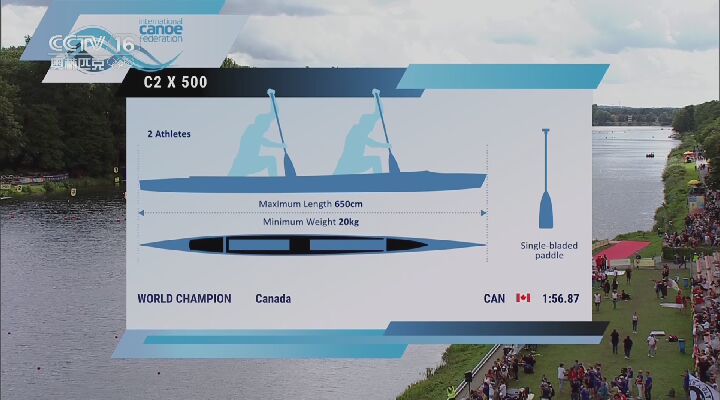 CCTV 16
奥林匹克
international
canoe
federation
C2 X 500
2 Athletes
Maximum Length 650cm
Minimum Weight 20kg
Single-bladed
paddle
WORLD CHAMPION Canada CAN 1:56.87